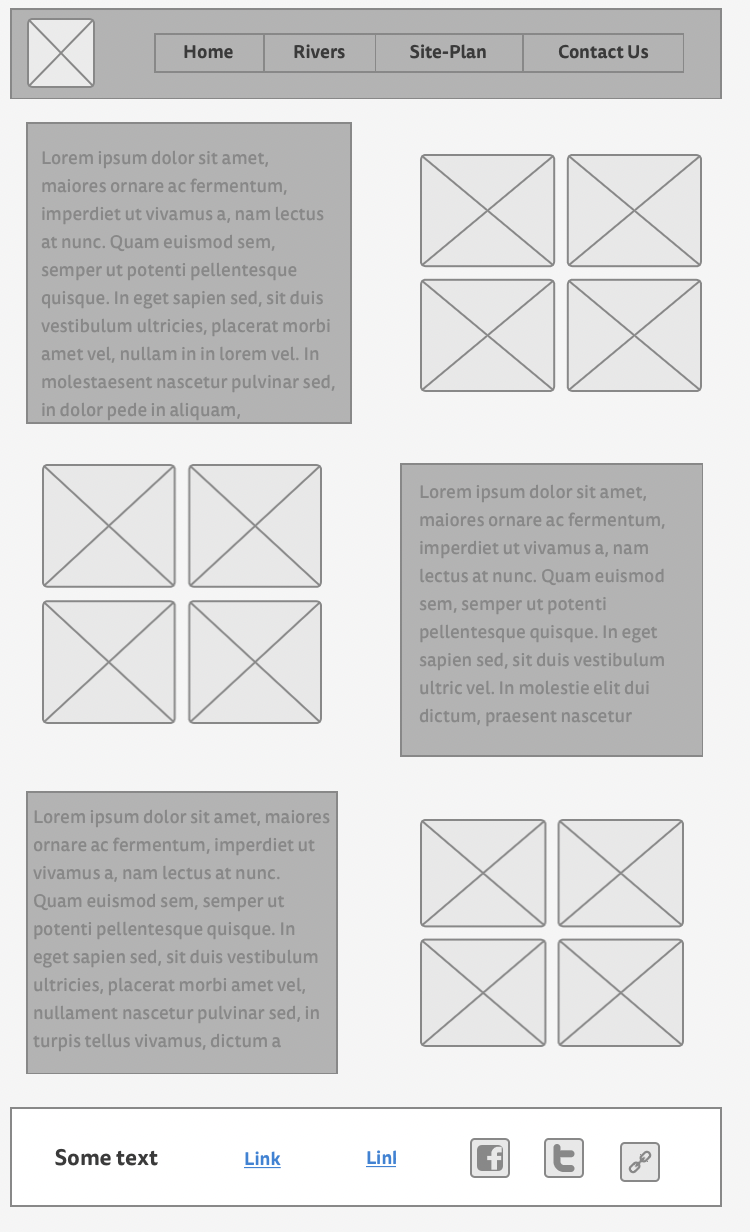 Home Rivers Site-Plan Contact Us
Lorem ipsum dolor sit amet,
maiores ornare ac fermentum,
imperdiet ut vivamus a, nam lectus
at nunc. Quam euismod sem,
semper ut potenti pellentesque
quisque. In eget sapien sed, sit duis
vestibulum ultricies, placerat morbi
amet vel, nullam in in lorem vel. In
molestaesent nascetur pulvinar sed,
in dolor pede in aliquam,
Lorem ipsum dolor sit amet,
maiores ornare ac fermentum,
imperdiet ut vivamus a, nam
lectus at nunc. Quam euismod
sem, semper ut potenti
pellentesque quisque. In eget
sapien sed, sit duis vestibulum
ultric vel. In molestie elit dui
dictum, praesent nascetur
Lorem ipsum dolor sit amet, maiores
ornare ac fermentum, imperdiet ut
vivamus a, nam lectus at nunc.
Quam euismod sem, semper ut
potenti pellentesque quisque. In
eget sapien sed, sit duis vestibulum
ultricies, placerat morbi amet vel,
nullament nascetur pulvinar sed, in
turpis tellus vivamus, dictum a
Some text Link Linl